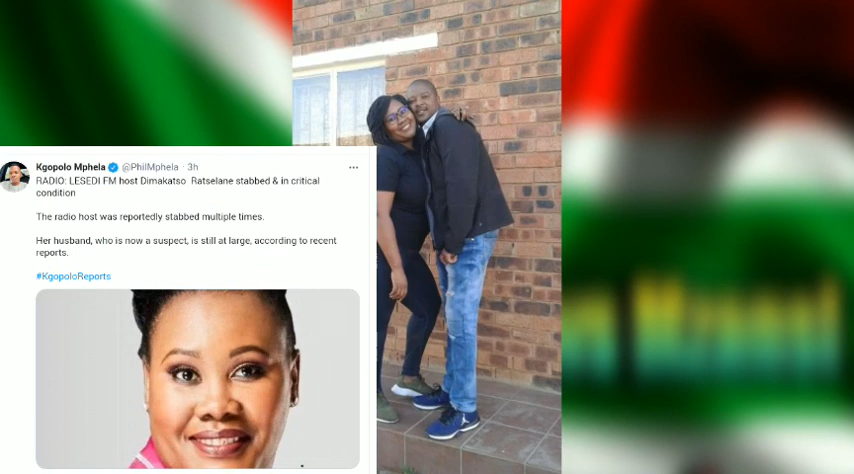 Kgopolo Mphela @PhilMphela · 3h
RADIO: LESEDI FM host Dimakatso Ratselane stabbed & in critical
condition
The radio host was reportedly stabbed multiple times.
Her husband, who is now a suspect, is still at large, according to recent
reports.
#KgopoloReports